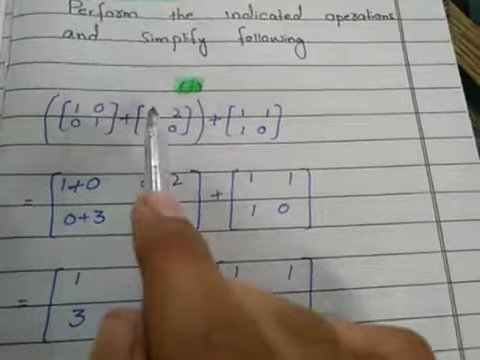 Perform the indicated operations
and simplify following
(1)
([1 0] + [ 2]) + [1 1]
0 1 0 1 0
= [1+0 2] + [1 1]
0+3 1 0
= [1 1 1]
3